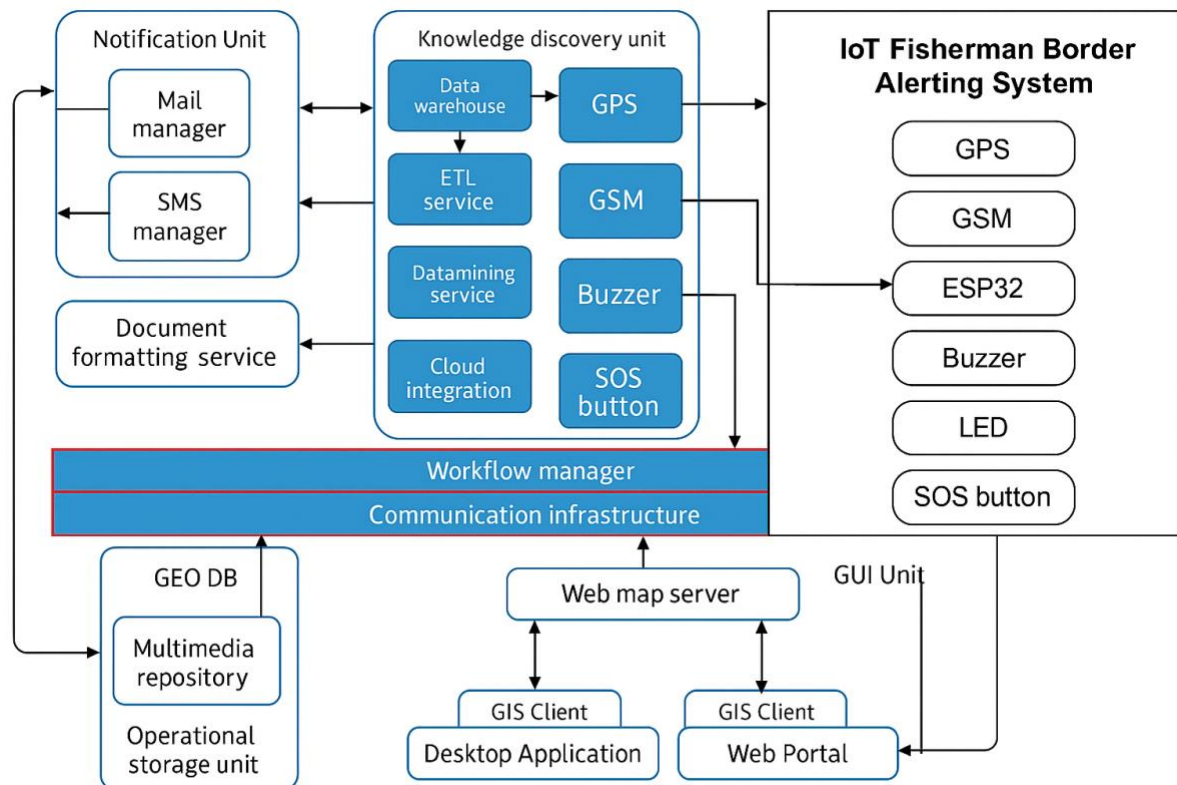 Notification Unit
Mail
manager
SMS
manager
Document
formatting service
Knowledge discovery unit
Data
warehouse
GPS
ETL
service
GSM
Datamining
service
Buzzer
Cloud
integration
SOS
button
IoT Fisherman Border
Alerting System
GPS
GSM
ESP32
Buzzer
LED
SOS button
Workflow manager
Communication infrastructure
GEO DB
Multimedia
repository
Operational
storage unit
Web map server
GUI Unit
GIS Client
Desktop Application
GIS Client
Web Portal